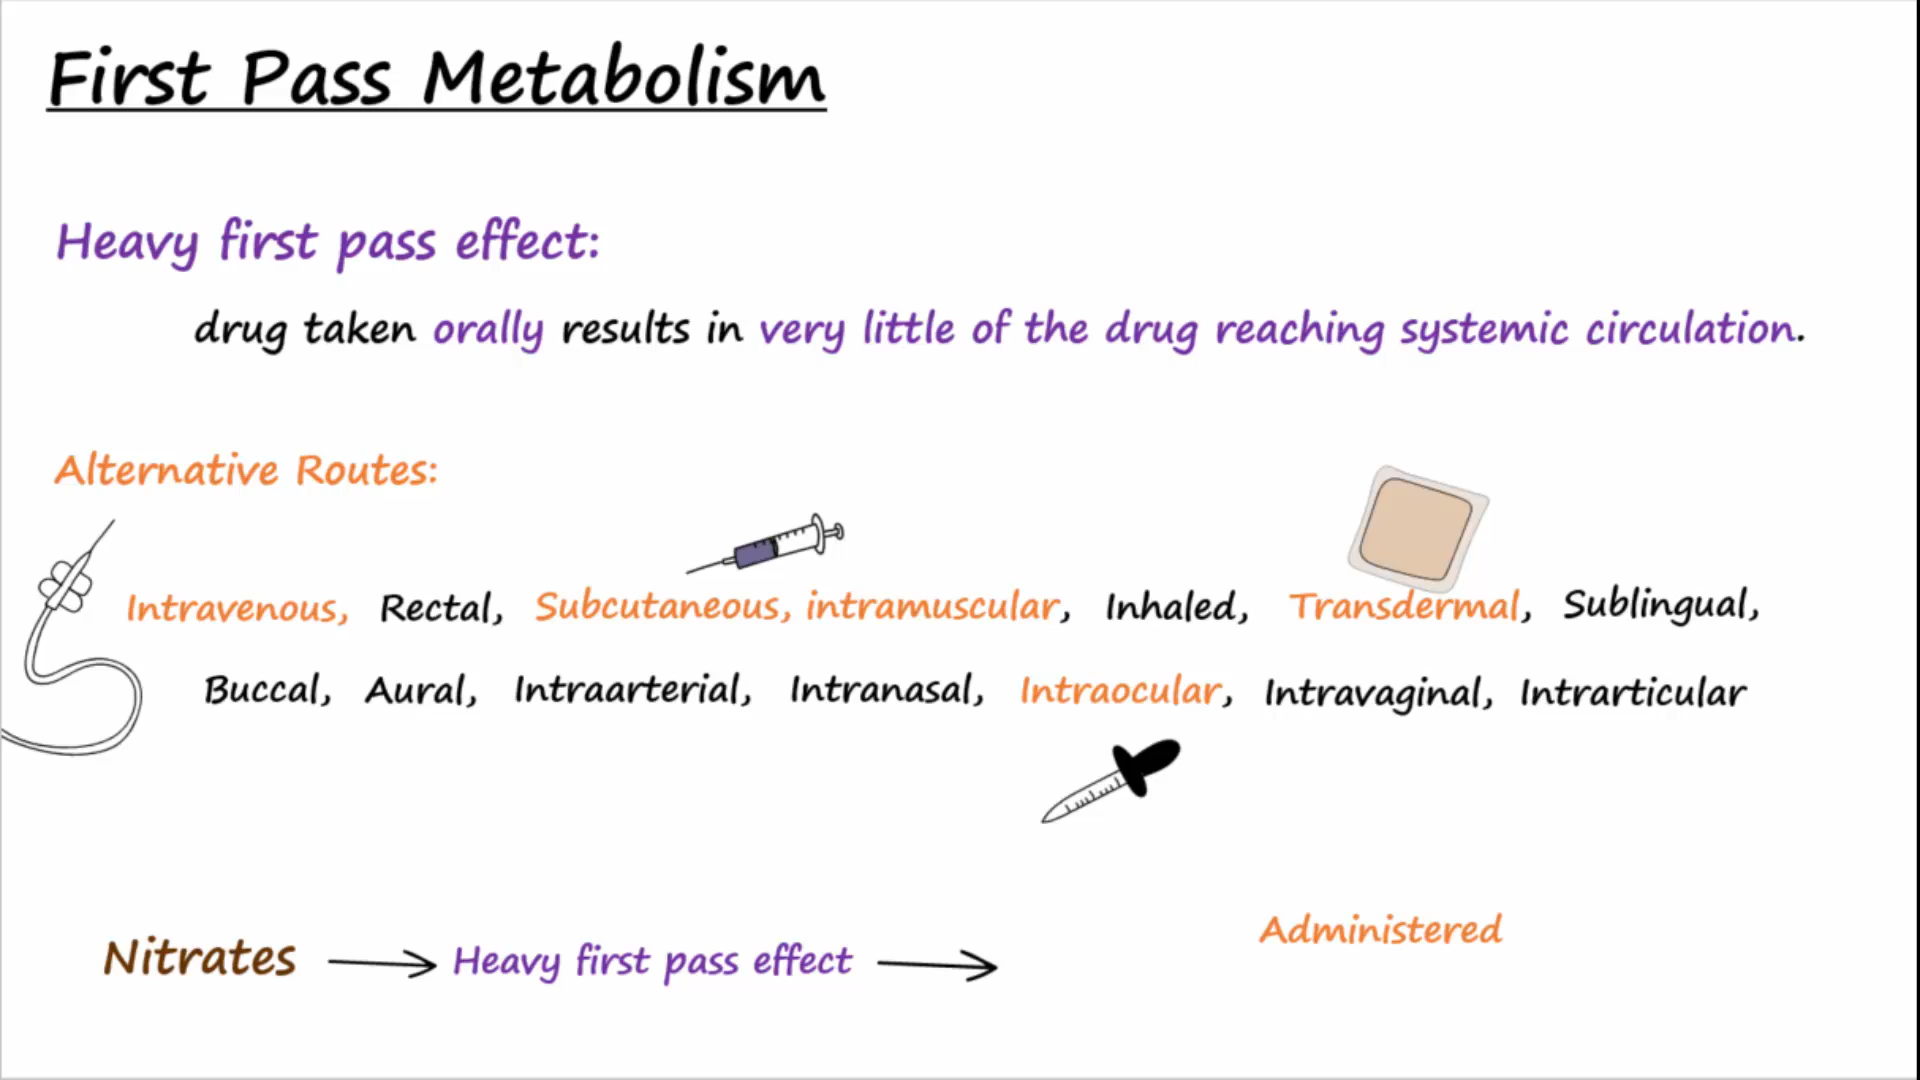 First Pass Metabolism
Heavy first pass effect:
drug taken orally results in very little of the drug reaching systemic circulation.
Alternative Routes:
Intravenous, Rectal, Subcutaneous, intramuscular, Inhaled, Transdermal, Sublingual,
Buccal, Aural, Intraarterial, Intranasal, Intraocular, Intravaginal, Intrarticular
Administered
Nitrates Heavy first pass effect